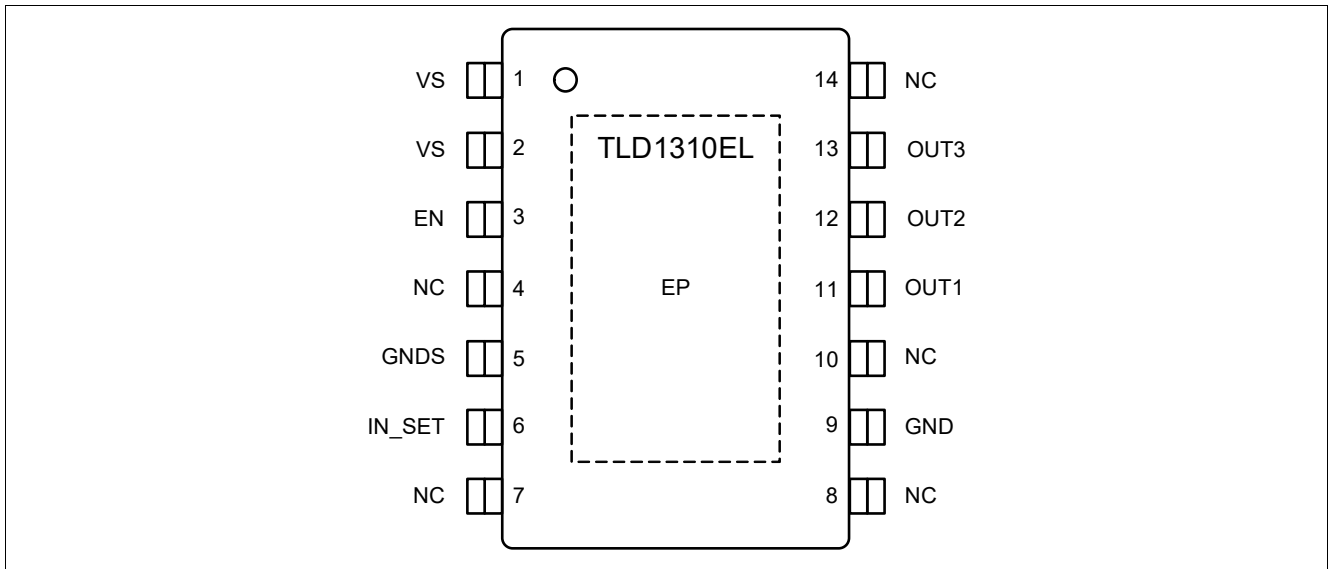 VS 1 14 NC
VS 2 TLD1310EL 13 OUT3
EN 3 12 OUT2
NC 4 EP 11 OUT1
GNDS 5 10 NC
IN_SET 6 9 GND
NC 7 8 NC